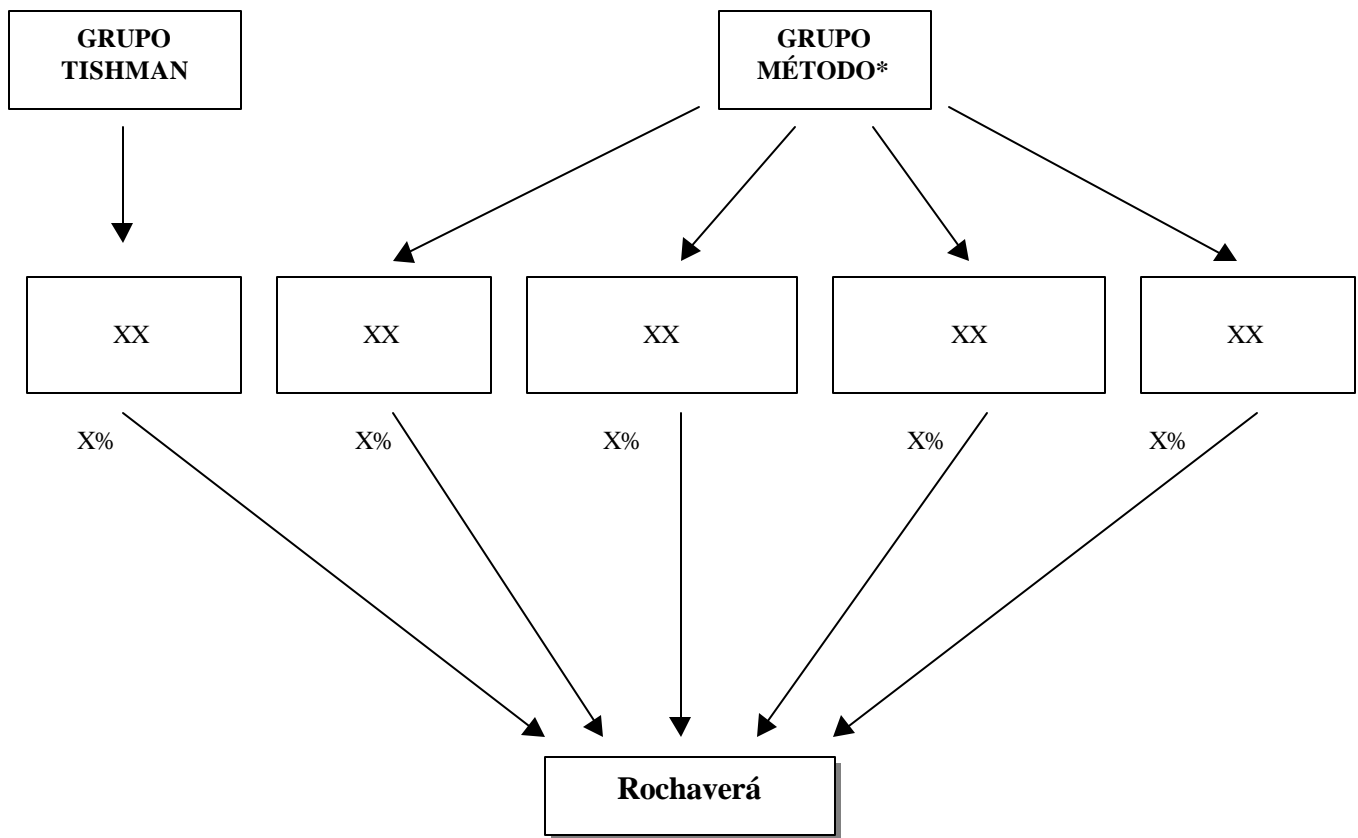 GRUPO
TISHMAN
GRUPO
MÉTODO*
XX
XX
XX
XX
XX
X%
X%
X%
X%
X%
Rochaverá